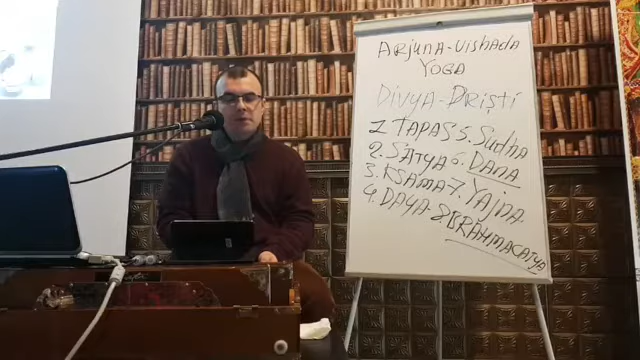 ARJUNA-VISHADA
YOGA
DIVYA-DRIȘTI
1 TAPAS 5. Sudha
2. SATYA 6. DANA
3. KSAMA 7. YAJNA
4. DAYA 8 BRAHMACARYA